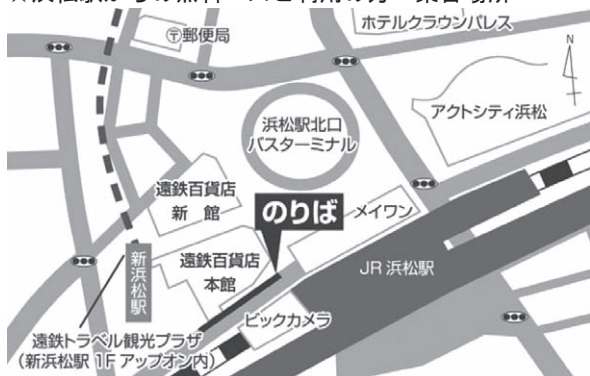 ホテルクラウンパレス
〒郵便局
N
アクトシティ浜松
浜松駅北口
バスターミナル
遠鉄百貨店
新 館
のりば
メイワン
新浜松駅
遠鉄百貨店
本館
JR 浜松駅
ビックカメラ
遠鉄トラベル観光プラザ
(新浜松駅 1F アップオン内)